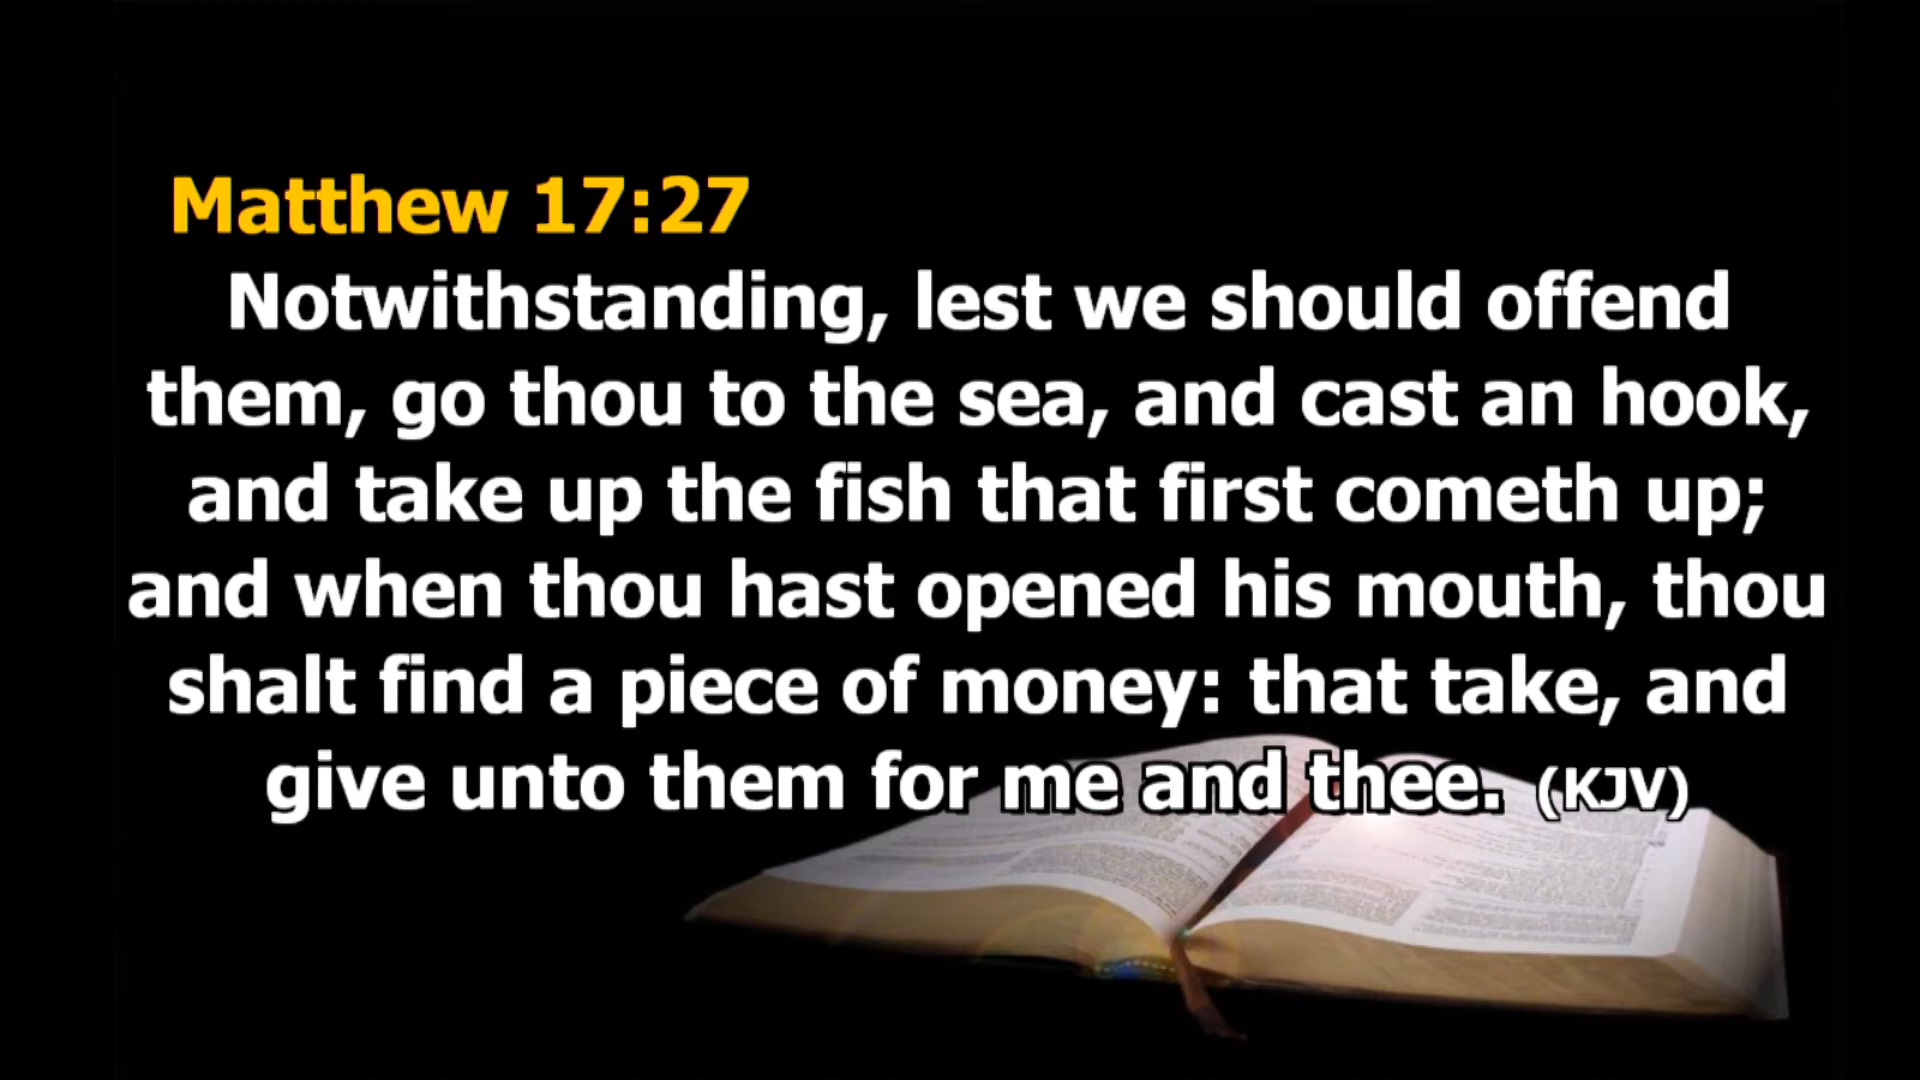 Matthew 17:27
Notwithstanding, lest we should offend
them, go thou to the sea, and cast an hook,
and take up the fish that first cometh up;
and when thou hast opened his mouth, thou
shalt find a piece of money: that take, and
give unto them for me and thee. (KJV)